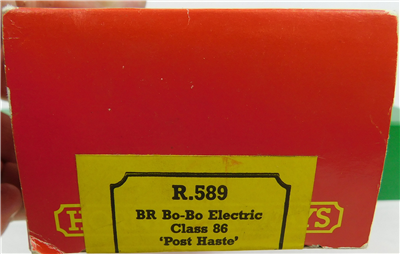 R.589
BR Bo-Bo Electric
Class 86
'Post Haste'